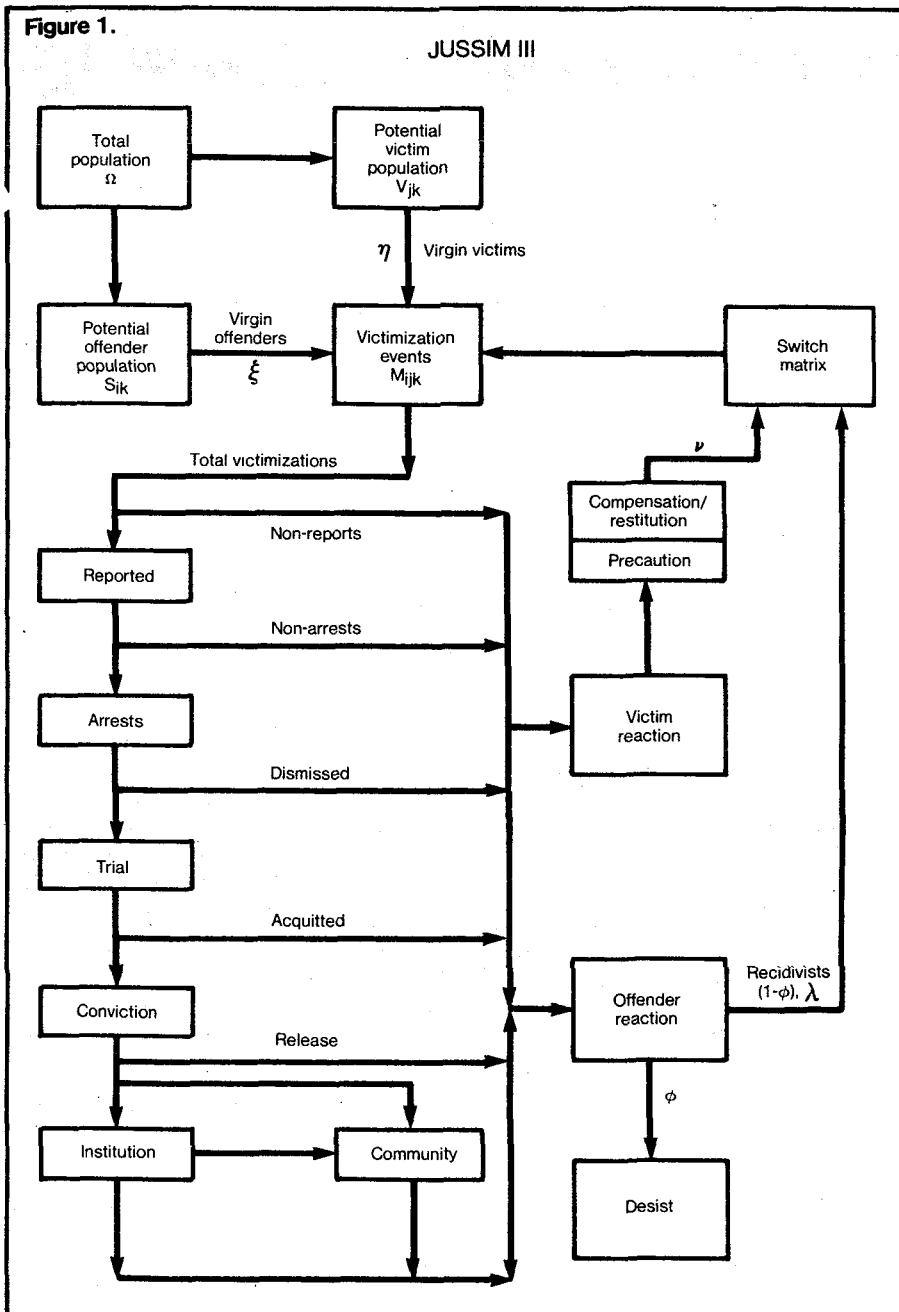 Figure 1.
JUSSIM III
Total
population
Ω
Potential
victim
population
Vjk
η Virgin victims
Potential
offender
population
Sik
Virgin
offenders
ξ
Victimization
events
Mijk
Switch
matrix
Total victimizations
ν
Compensation/
restitution
Precaution
Non-reports
Reported
Non-arrests
Victim
reaction
Arrests
Dismissed
Trial
Acquitted
Conviction
Offender
reaction
Recidivists
(1-φ), λ
Release
φ
Institution
Community
Desist